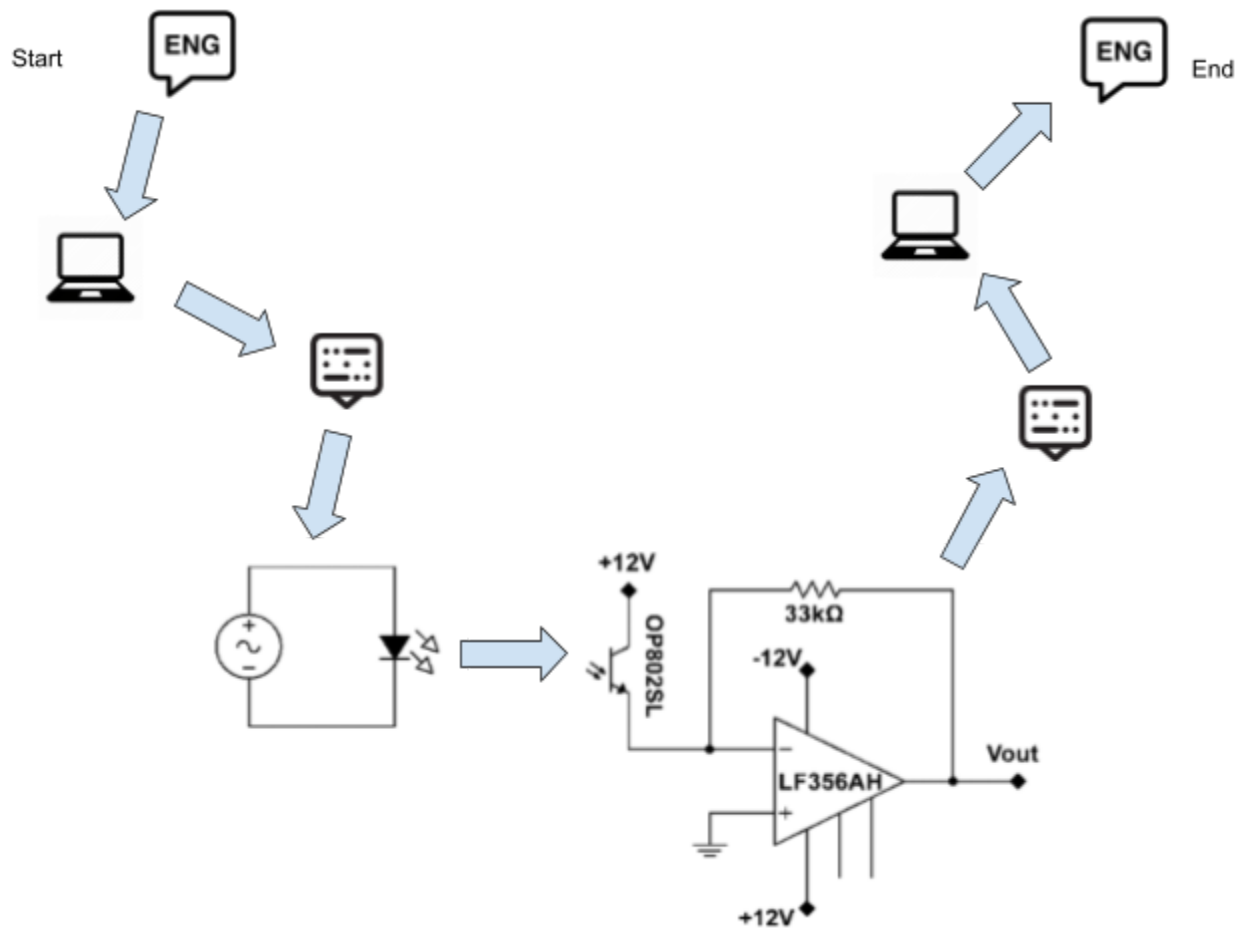 Start
ENG
ENG
End
+12V
OP802SL
33kΩ
-12V
LF356AH
Vout
+12V